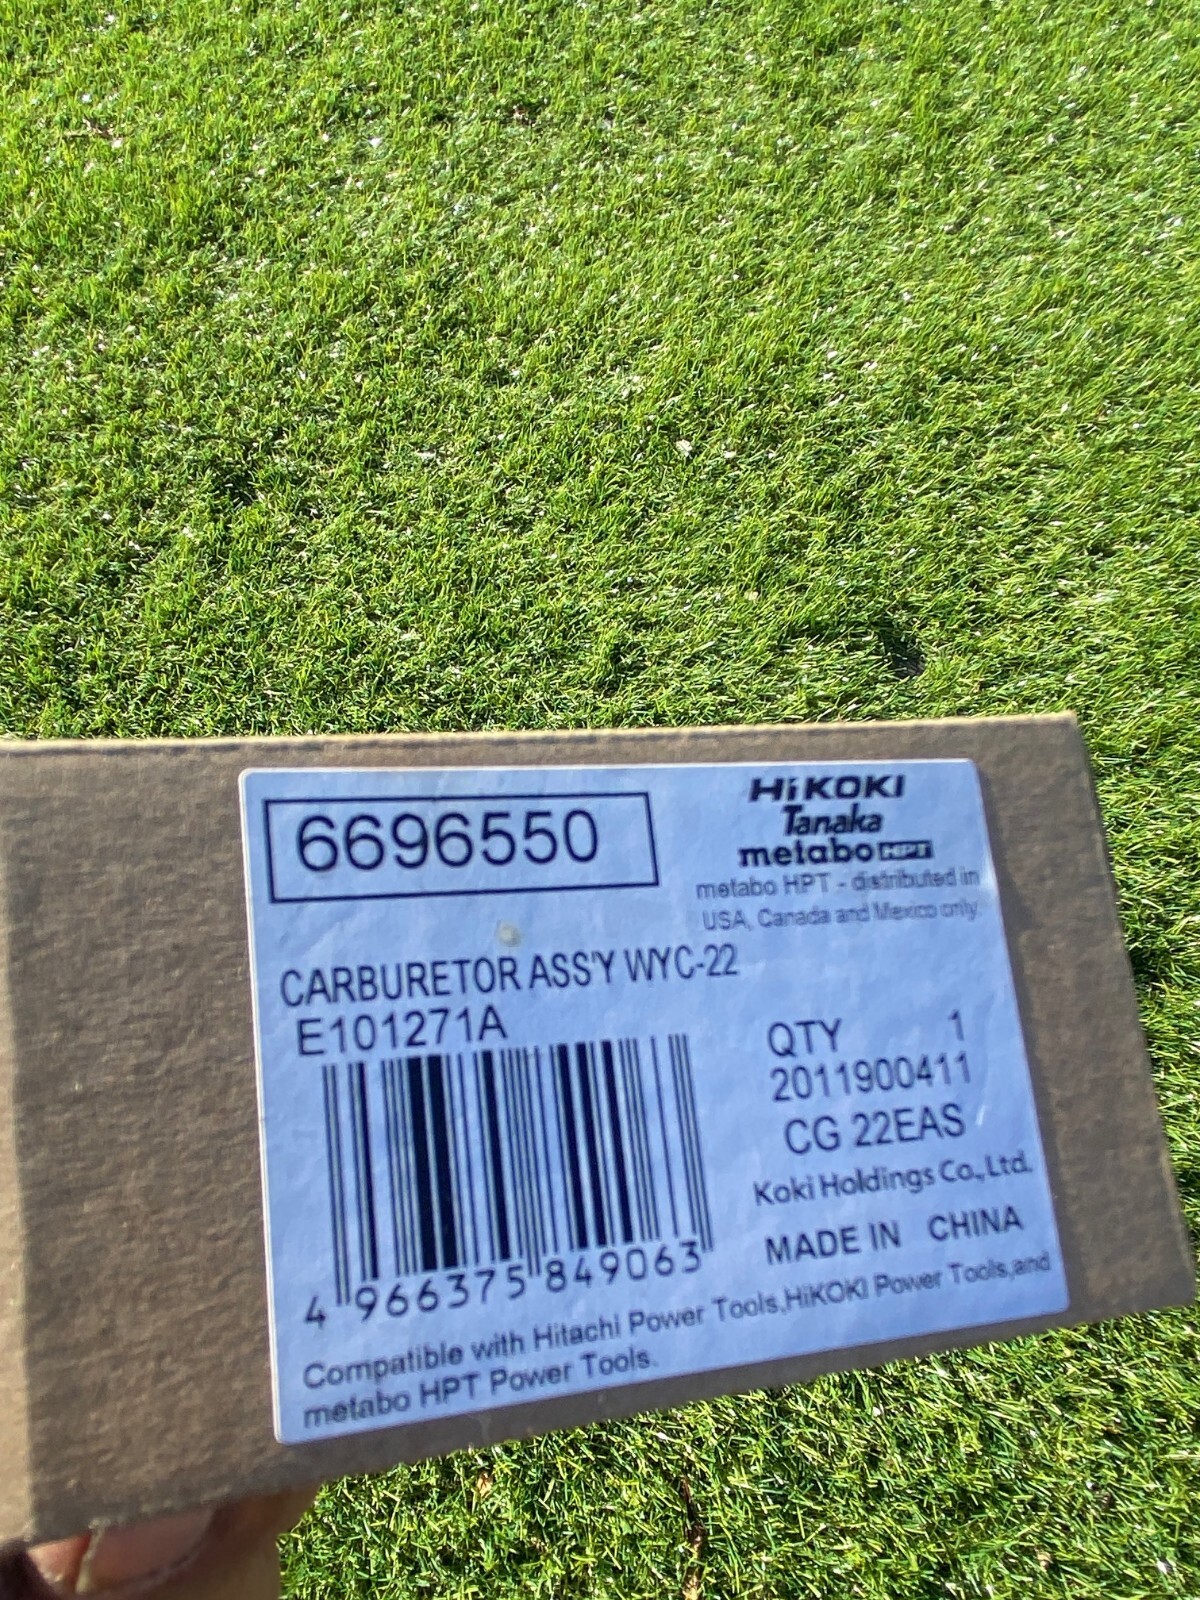 6696550
HiKOKI
Tanaka
metabo HPT
metabo HPT - distributed in
USA, Canada and Mexico only.
CARBURETOR ASS'Y WYC-22
E101271A
QTY 1
2011900411
CG 22EAS
Koki Holdings Co.,Ltd.
MADE IN CHINA
4 966375 849063
Compatible with Hitachi Power Tools,HiKOKI Power Tools,and
metabo HPT Power Tools.